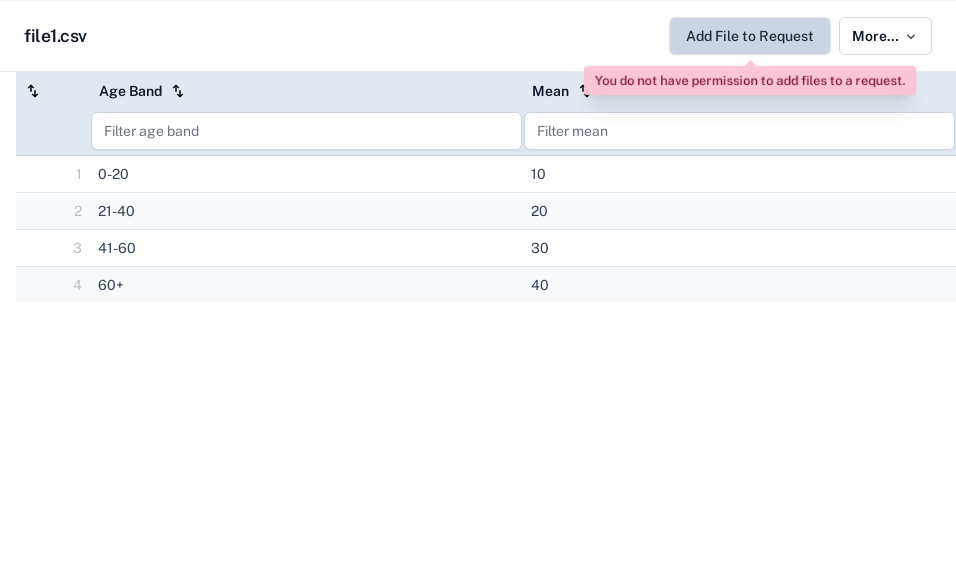 file1.csv
Add File to Request
More...
You do not have permission to add files to a request.
Age Band
Mean
Filter age band
Filter mean
1 0-20 10
2 21-40 20
3 41-60 30
4 60+ 40